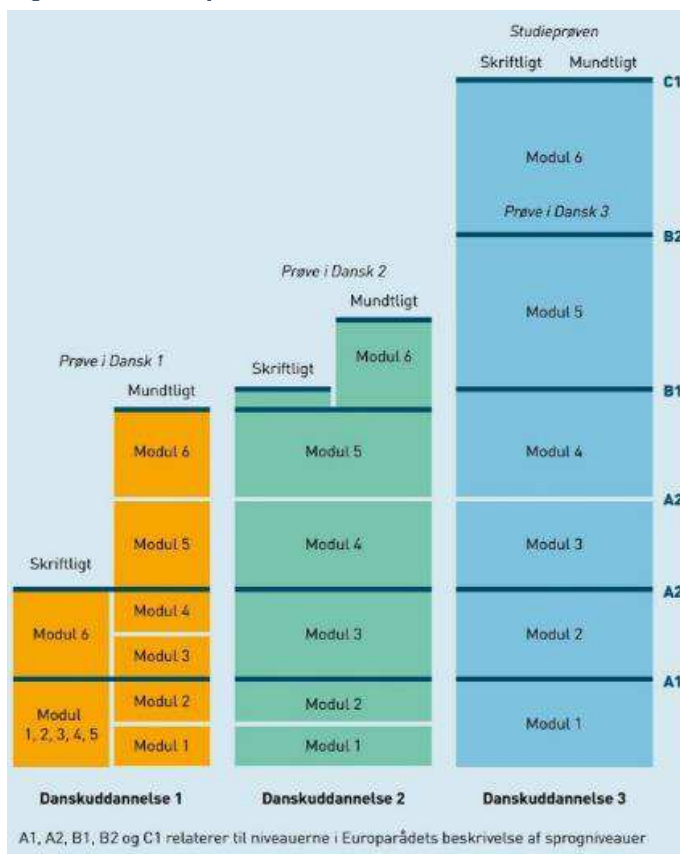 Studieprøven
Skriftligt Mundtligt
C1
Modul 6
Prøve i Dansk 3
B2
Prøve i Dansk 2
Mundtligt
Modul 5
Skriftligt
Modul 6
Prøve i Dansk 1
Mundtligt
B1
Modul 6
Modul 5
Modul 4
A2
Modul 5
Modul 4
Modul 3
Skriftligt
A2
Modul 6
Modul 4
Modul 3
Modul 3
Modul 2
A1
Modul
1, 2, 3, 4, 5
Modul 2
Modul 1
Modul 2
Modul 1
Modul 1
Danskuddannelse 1 Danskuddannelse 2 Danskuddannelse 3
A1, A2, B1, B2 og C1 relaterer til niveauerne i Europarådets beskrivelse af sprogniveauer